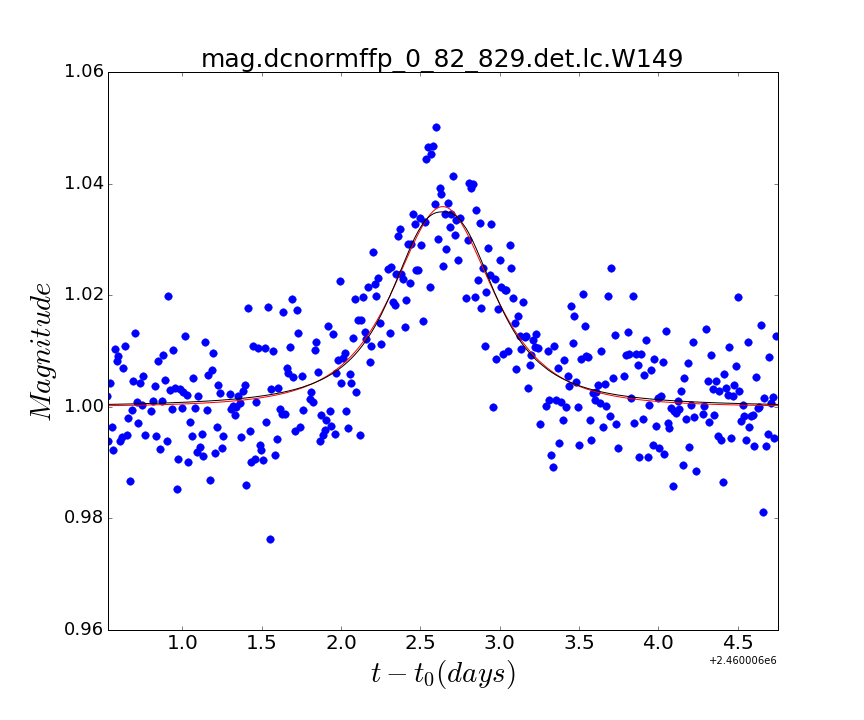 mag.dcnormffp_0_82_829.det.lc.W149
1.06
1.04
1.02
1.00
0.98
0.96
Magnitude
1.0 1.5 2.0 2.5 3.0 3.5 4.0 4.5
+2.460006e6
t − t₀(days)